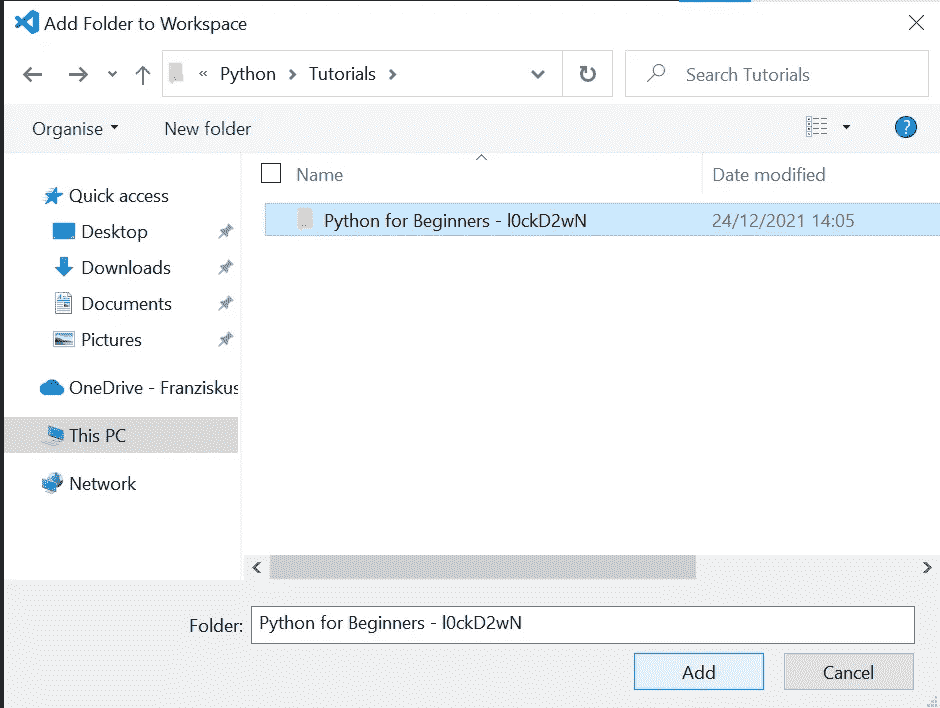 Add Folder to Workspace
« Python > Tutorials >
Search Tutorials
Organise
New folder
?
Name
Date modified
Quick access
Python for Beginners - l0ckD2wN
24/12/2021 14:05
Desktop
Downloads
Documents
Pictures
OneDrive - Franziskus
This PC
Network
Folder: Python for Beginners - l0ckD2wN
Add
Cancel